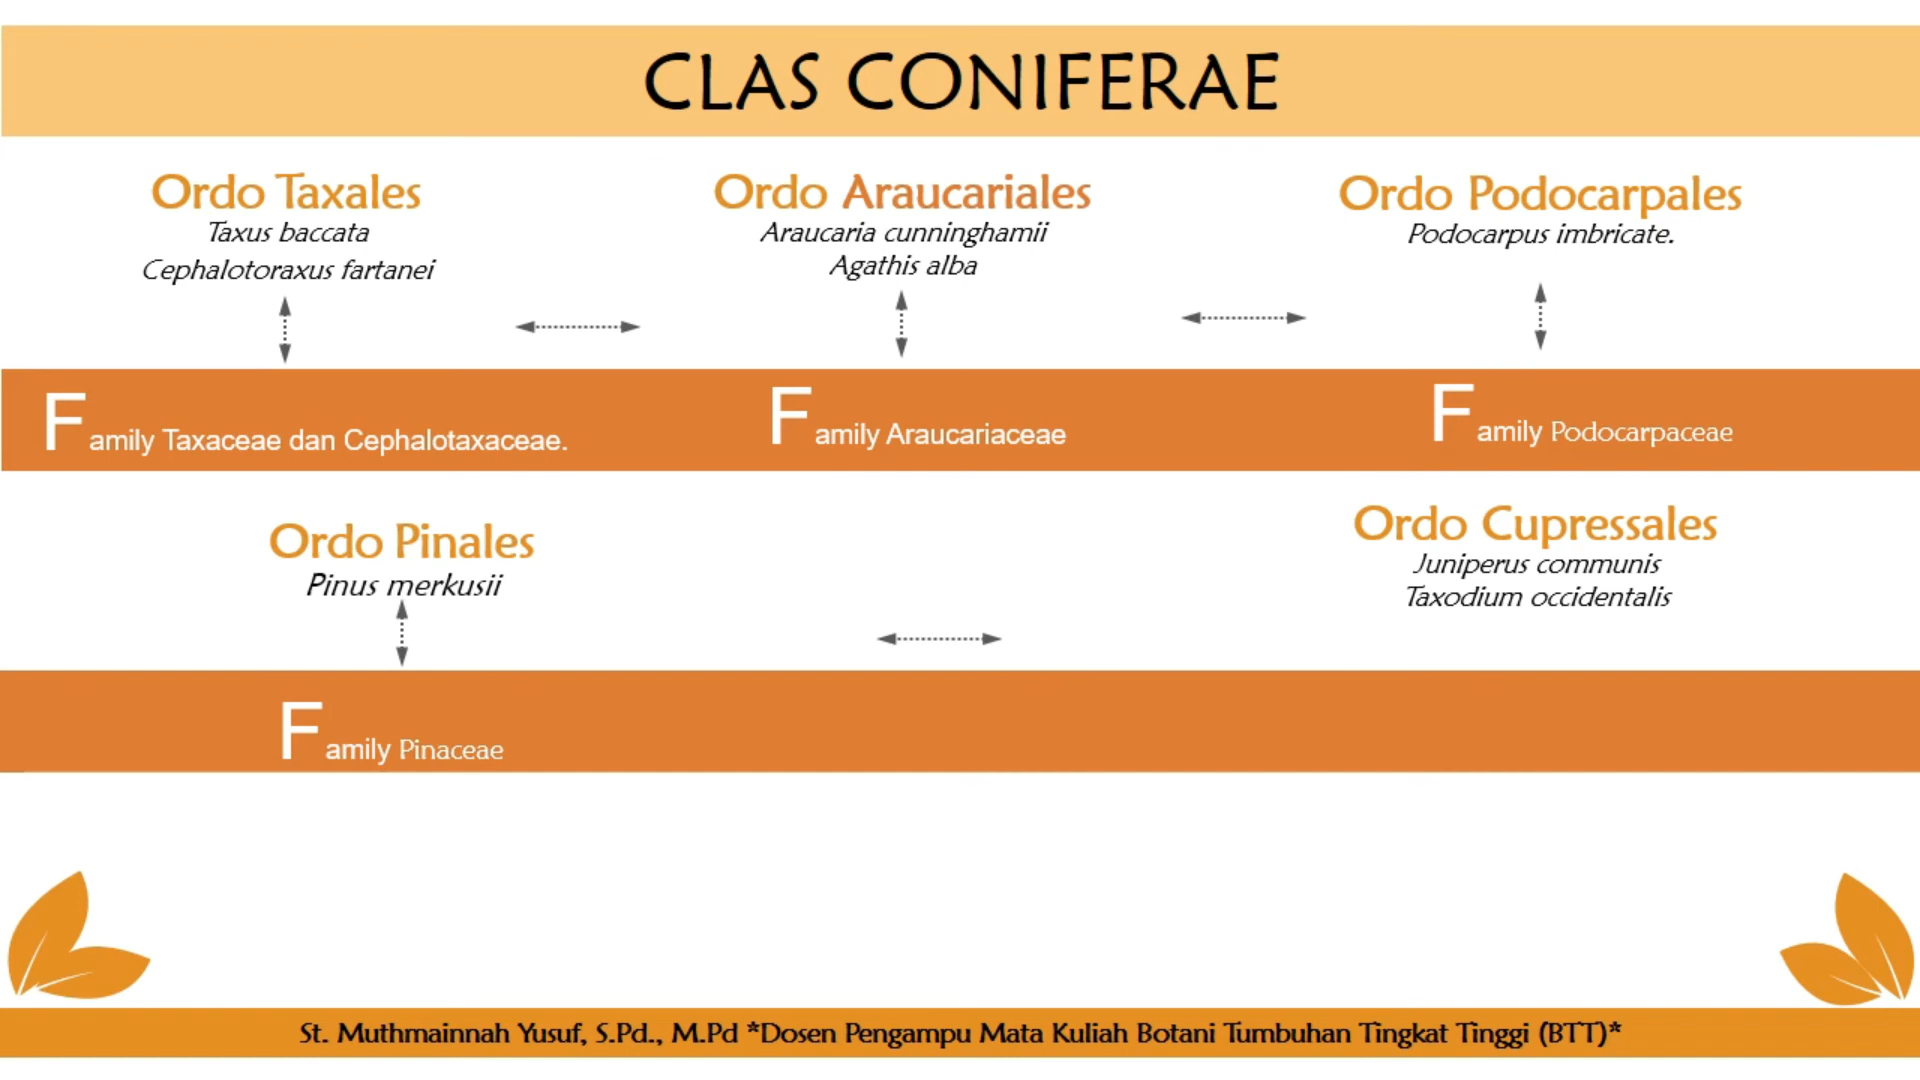 CLAS CONIFERAE
Ordo Taxales
Taxus baccata
Cephalotoraxus fartanei
Ordo Araucariales
Araucaria cunninghamii
Agathis alba
Ordo Podocarpales
Podocarpus imbricate.
Family Taxaceae dan Cephalotaxaceae.
Family Araucariaceae
Family Podocarpaceae
Ordo Pinales
Pinus merkusii
Ordo Cupressales
Juniperus communis
Taxodium occidentalis
Family Pinaceae
St. Muthmainnah Yusuf, S.Pd., M.Pd *Dosen Pengampu Mata Kuliah Botani Tumbuhan Tingkat Tinggi (BTT)*